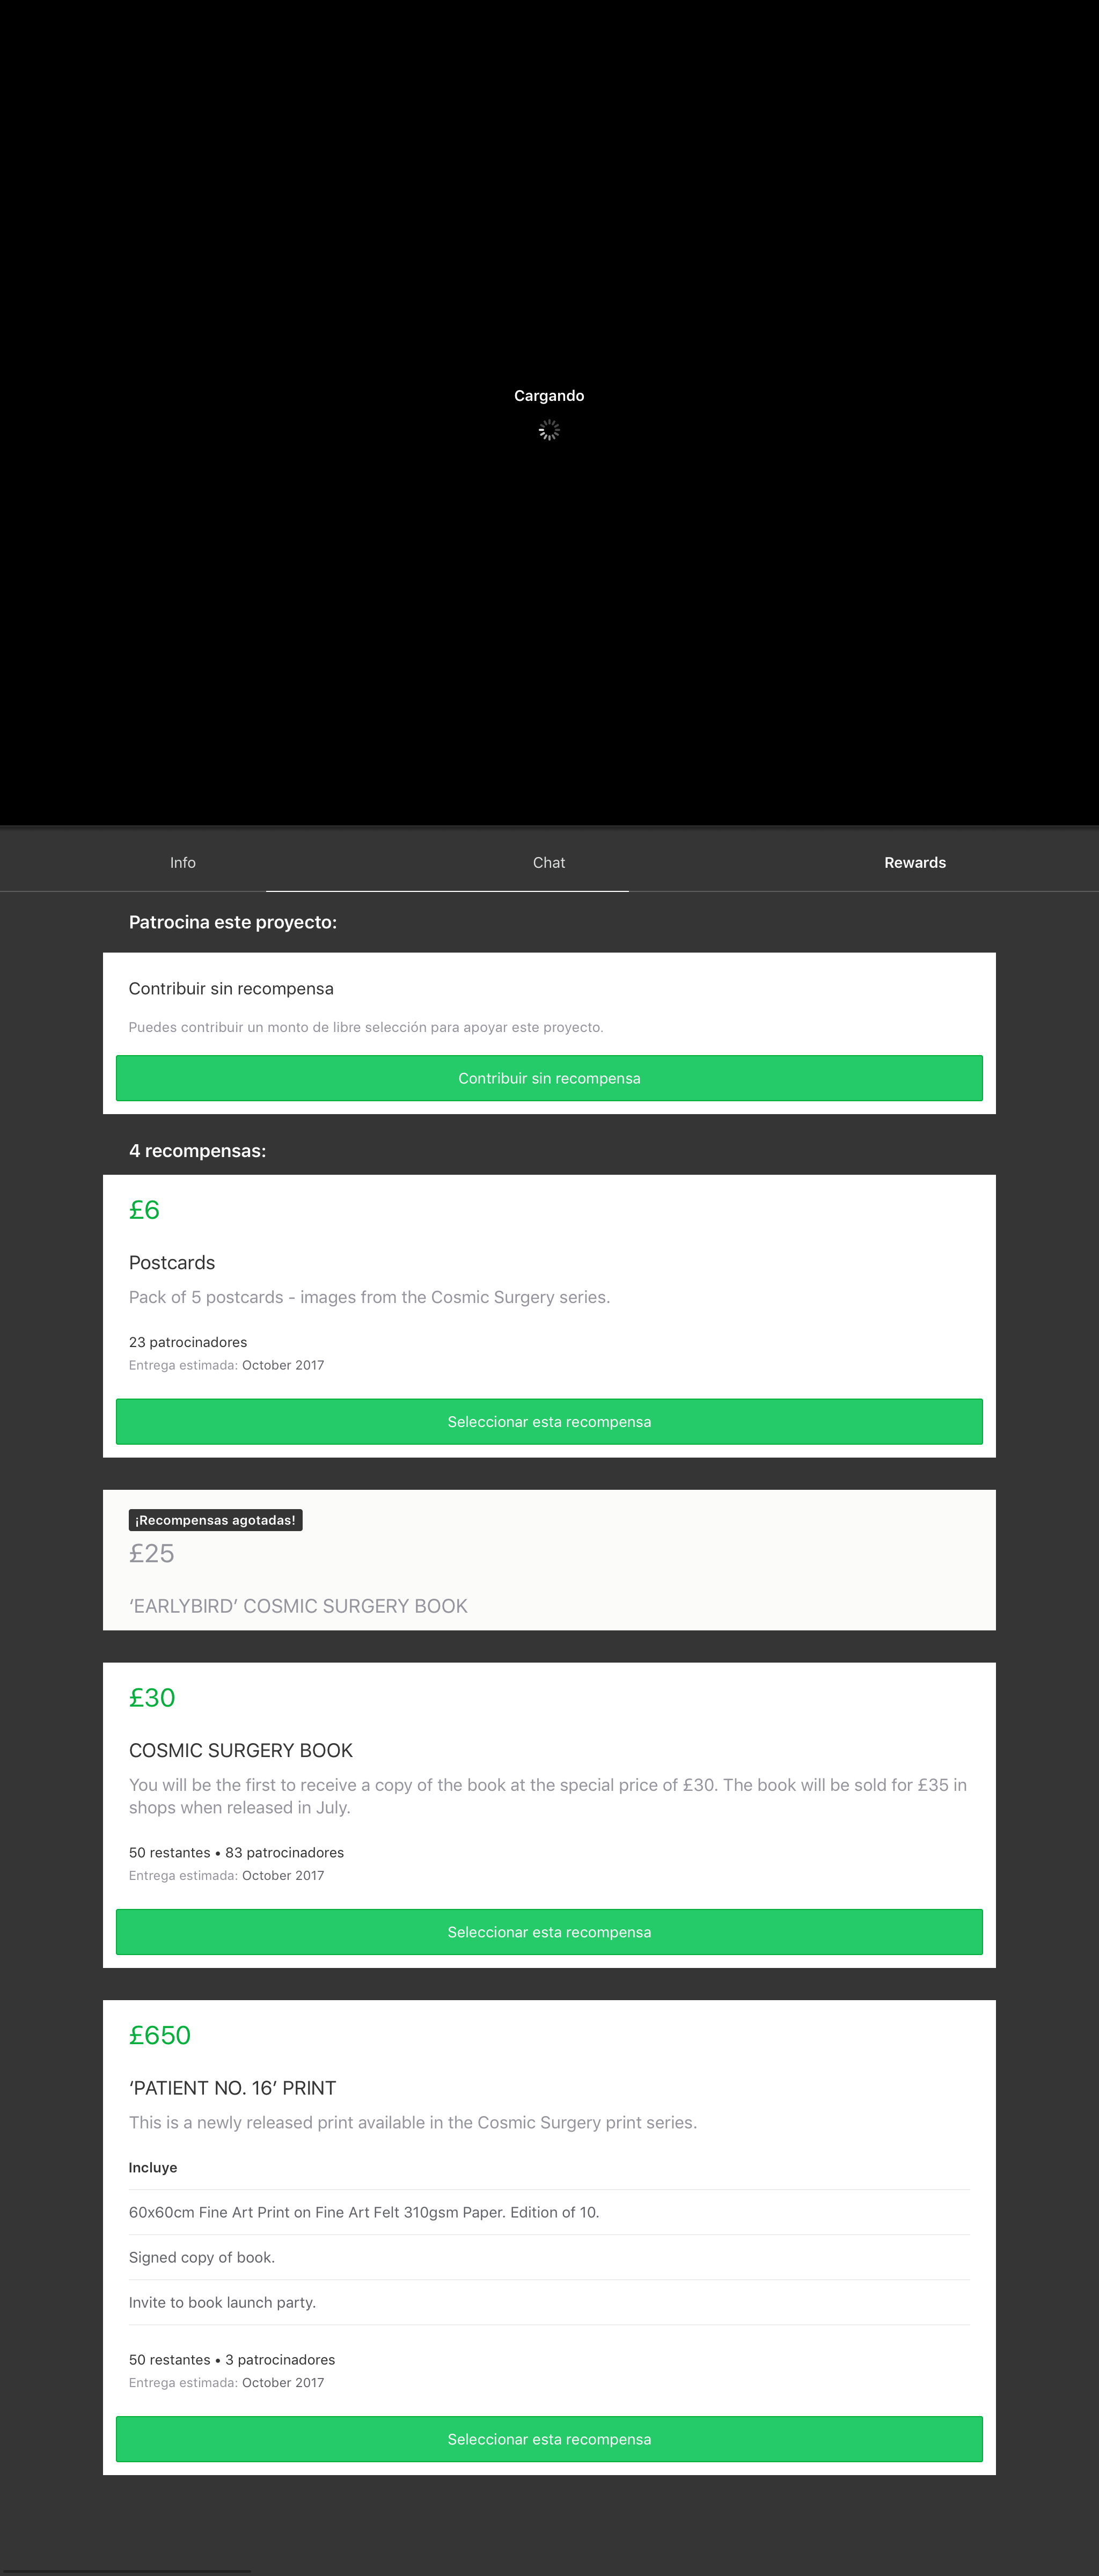 Cargando
Info
Chat
Rewards
Patrocina este proyecto:
Contribuir sin recompensa
Puedes contribuir un monto de libre selección para apoyar este proyecto.
Contribuir sin recompensa
4 recompensas:
£6
Postcards
Pack of 5 postcards - images from the Cosmic Surgery series.
23 patrocinadores
Entrega estimada: October 2017
Seleccionar esta recompensa
¡Recompensas agotadas!
£25
‘EARLYBIRD’ COSMIC SURGERY BOOK
£30
COSMIC SURGERY BOOK
You will be the first to receive a copy of the book at the special price of £30. The book will be sold for £35 in
shops when released in July.
50 restantes • 83 patrocinadores
Entrega estimada: October 2017
Seleccionar esta recompensa
£650
‘PATIENT NO. 16’ PRINT
This is a newly released print available in the Cosmic Surgery print series.
Incluye
60x60cm Fine Art Print on Fine Art Felt 310gsm Paper. Edition of 10.
Signed copy of book.
Invite to book launch party.
50 restantes • 3 patrocinadores
Entrega estimada: October 2017
Seleccionar esta recompensa